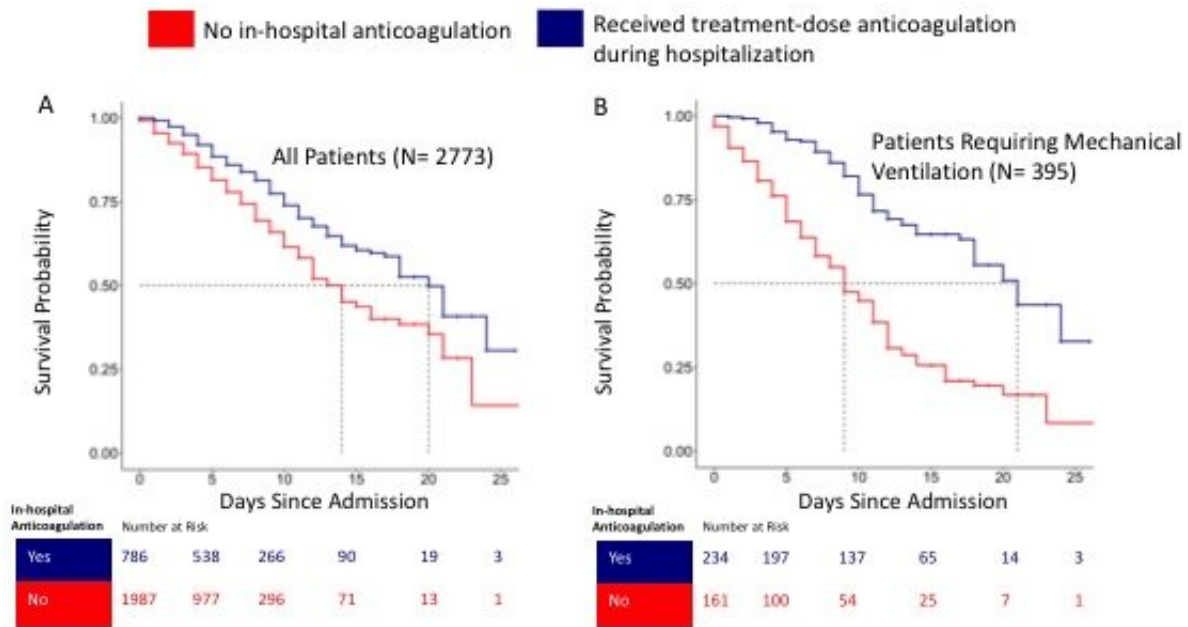 No in-hospital anticoagulation
Received treatment-dose anticoagulation
during hospitalization
A
All Patients (N= 2773)
Survival Probability
1.00
0.75
0.50
0.25
0.00
0 5 10 15 20 25
Days Since Admission
In-hospital
Anticoagulation
Number at Risk
Yes 786 538 266 90 19 3
No 1987 977 296 71 13 1
B
Patients Requiring Mechanical
Ventilation (N= 395)
Survival Probability
1.00
0.75
0.50
0.25
0.00
0 5 10 15 20 25
Days Since Admission
In-hospital
Anticoagulation
Number at Risk
Yes 234 197 137 65 14 3
No 161 100 54 25 7 1